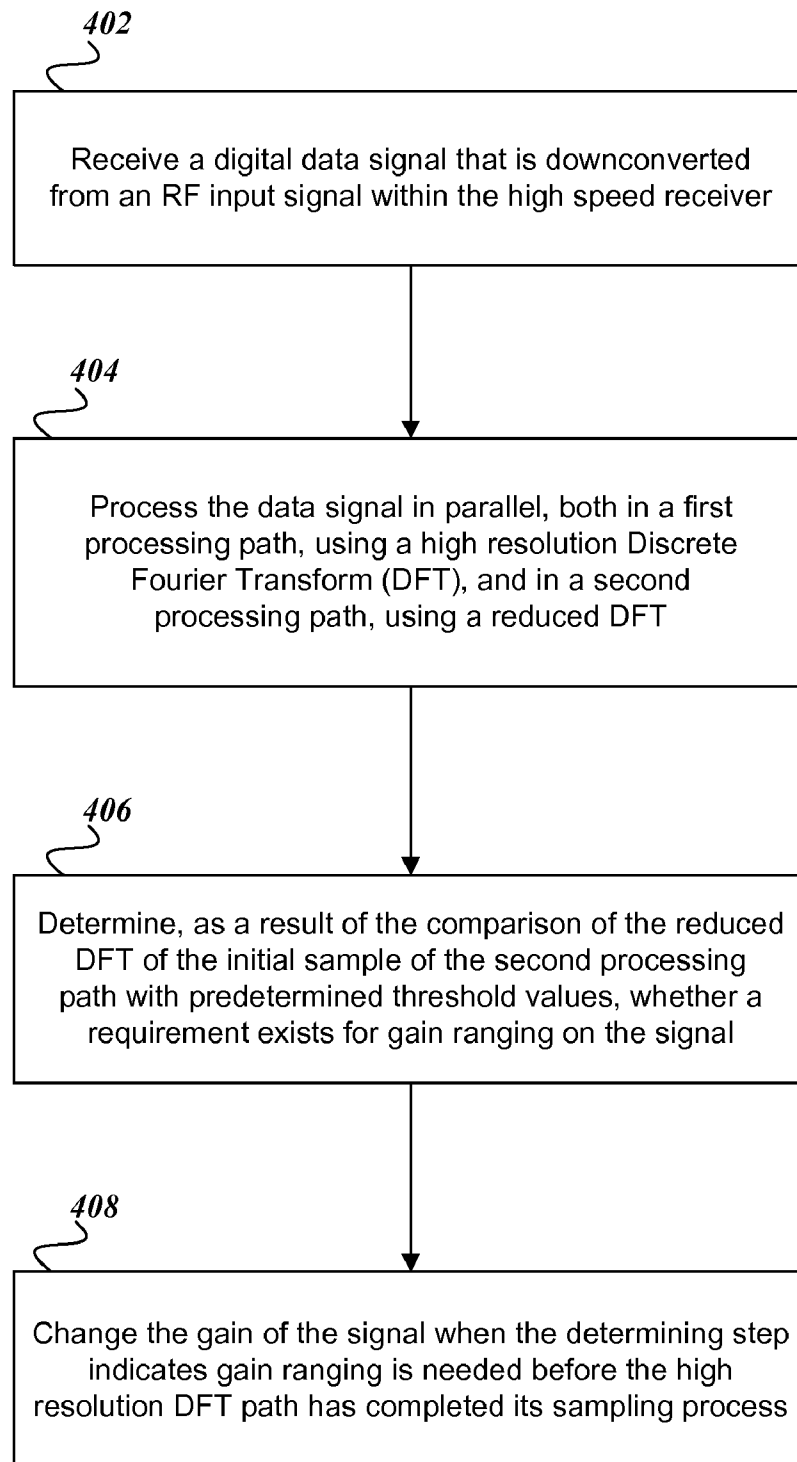 402
Receive a digital data signal that is downconverted
from an RF input signal within the high speed receiver
404
Process the data signal in parallel, both in a first
processing path, using a high resolution Discrete
Fourier Transform (DFT), and in a second
processing path, using a reduced DFT
406
Determine, as a result of the comparison of the reduced
DFT of the initial sample of the second processing
path with predetermined threshold values, whether a
requirement exists for gain ranging on the signal
408
Change the gain of the signal when the determining step
indicates gain ranging is needed before the high
resolution DFT path has completed its sampling process